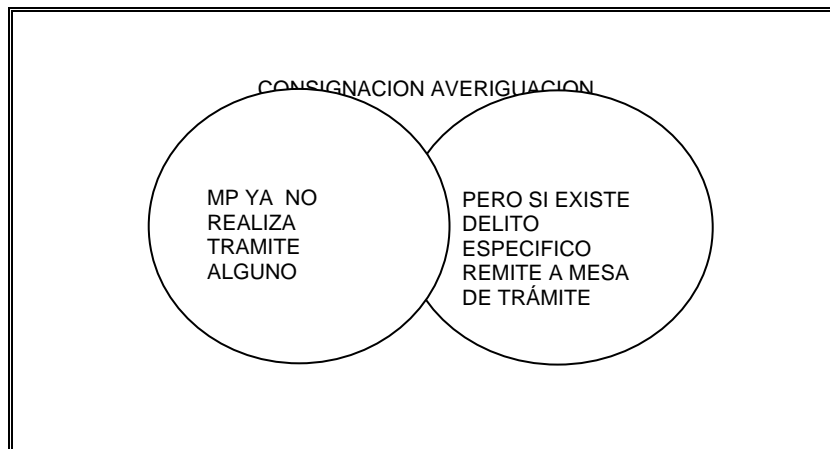 CONSIGNACION AVERIGUACION
MP YA NO
REALIZA
TRAMITE
ALGUNO
PERO SI EXISTE
DELITO
ESPECIFICO
REMITE A MESA
DE TRÁMITE